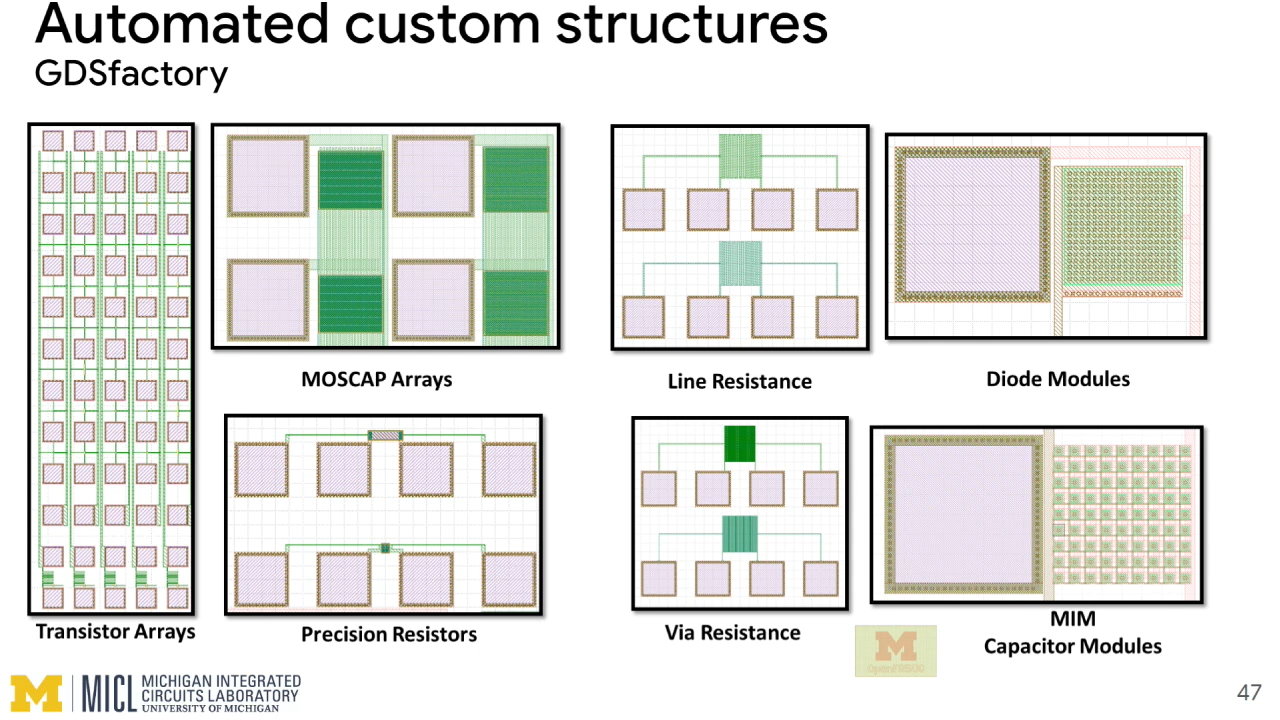 Automated custom structures
GDSfactory
MOSCAP Arrays
Line Resistance
Diode Modules
Transistor Arrays
Precision Resistors
Via Resistance
MIM
Capacitor Modules
M
M
MICL
MICHIGAN INTEGRATED
CIRCUITS LABORATORY
UNIVERSITY OF MICHIGAN
47